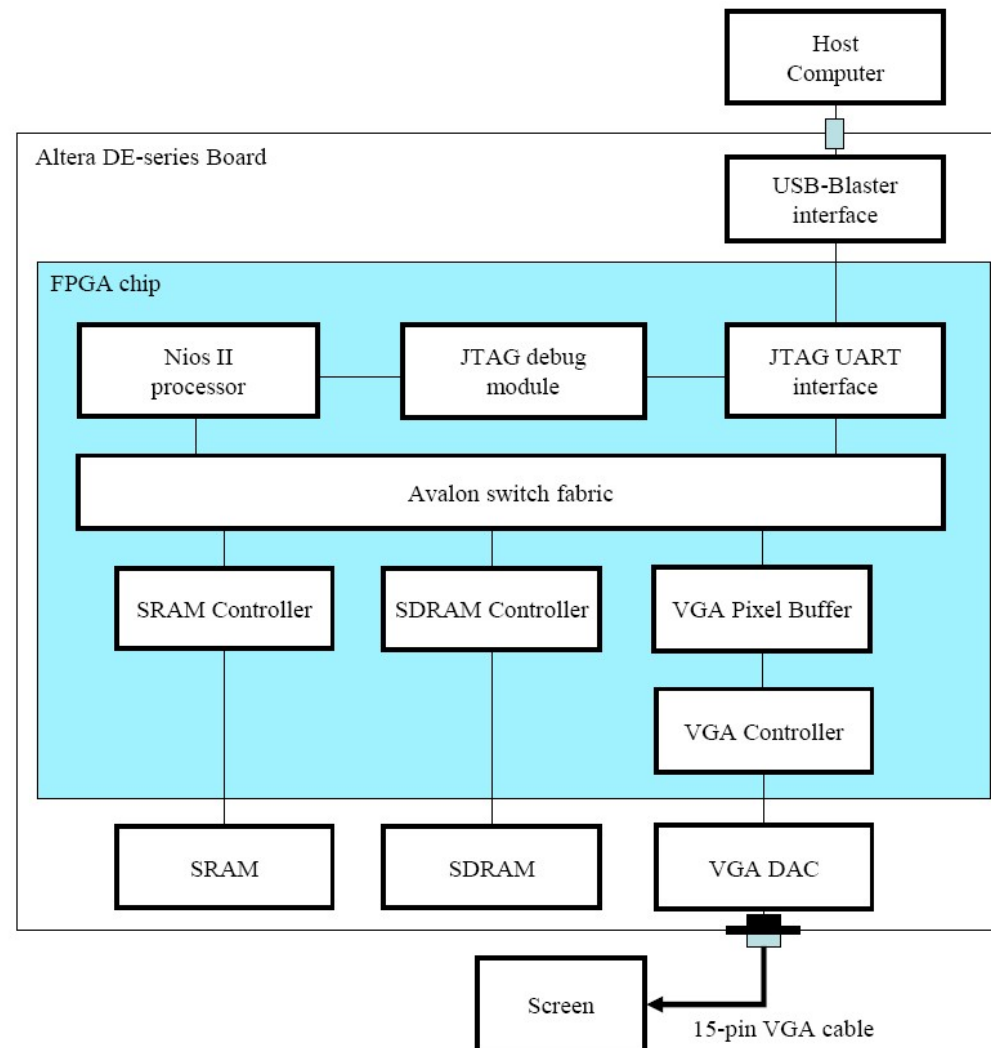 Host
Computer
Altera DE-series Board
USB-Blaster
interface
FPGA chip
Nios II
processor
JTAG debug
module
JTAG UART
interface
Avalon switch fabric
SRAM Controller
SDRAM Controller
VGA Pixel Buffer
VGA Controller
SRAM
SDRAM
VGA DAC
Screen
15-pin VGA cable